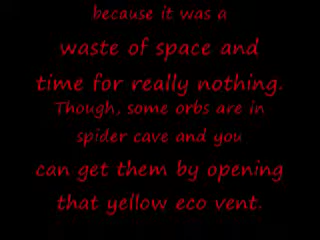 because it was a
waste of space and
time for really nothing.
Though, some orbs are in
spider cave and you
can get them by opening
that yellow eco vent.